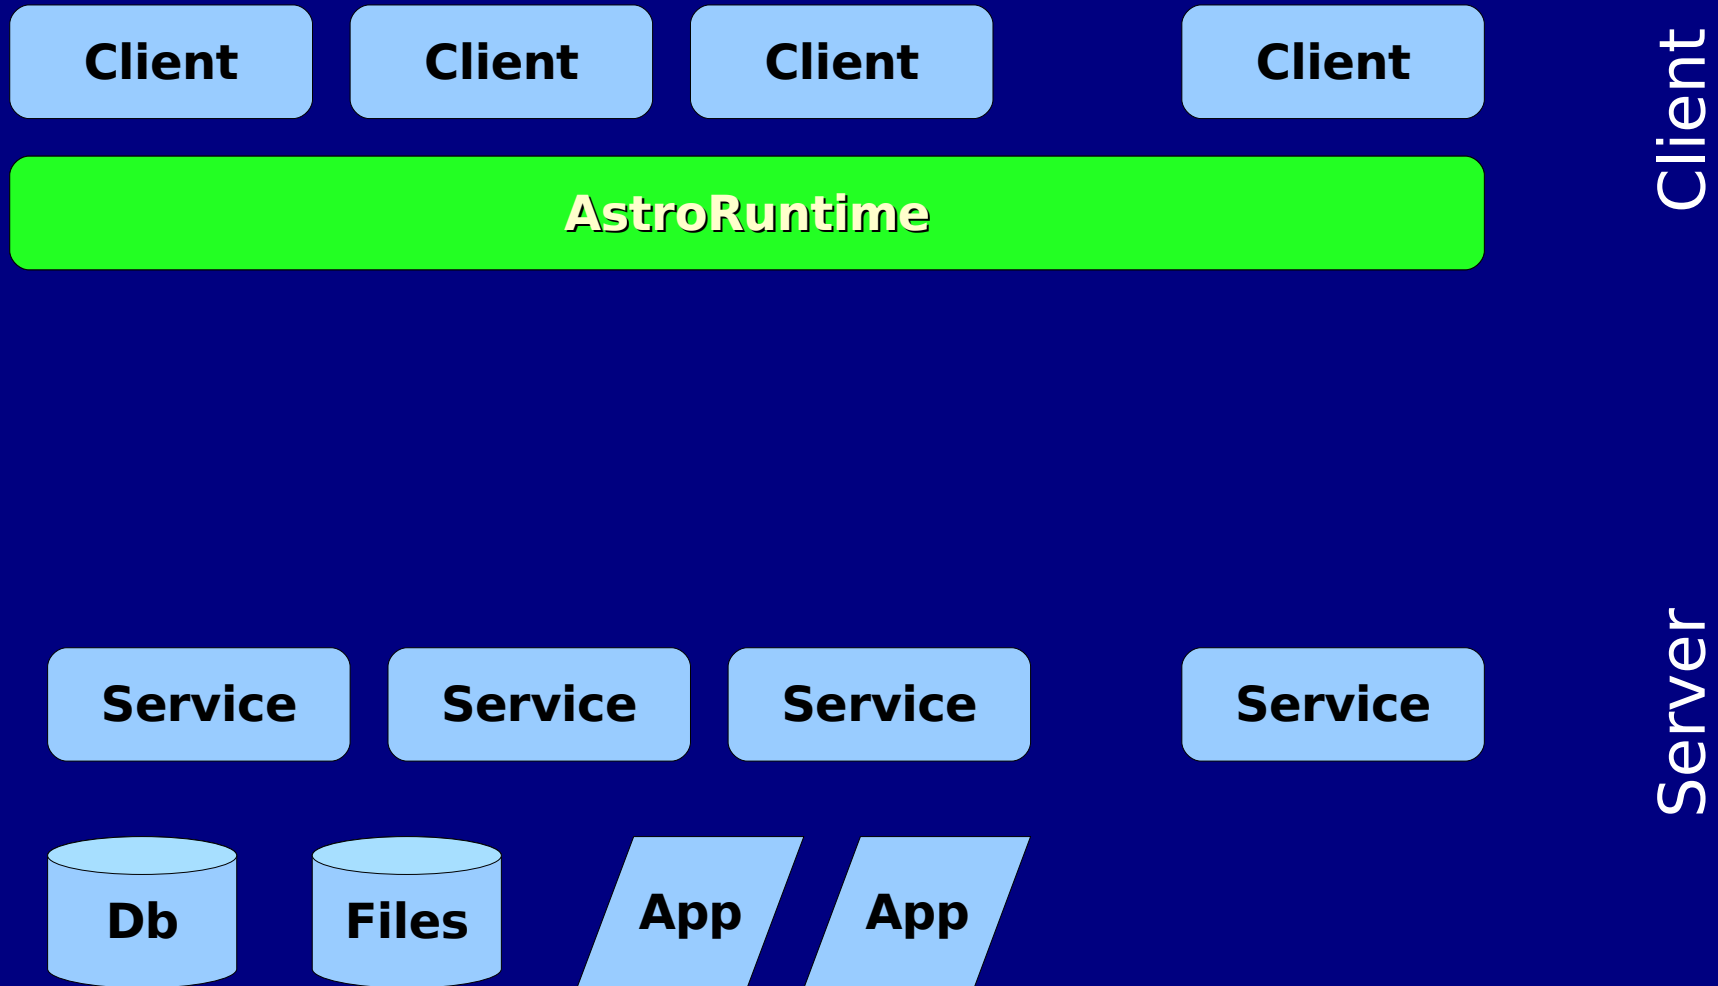 Client Client Client Client
Client
AstroRuntime
Server
Service Service Service Service
Db Files App App